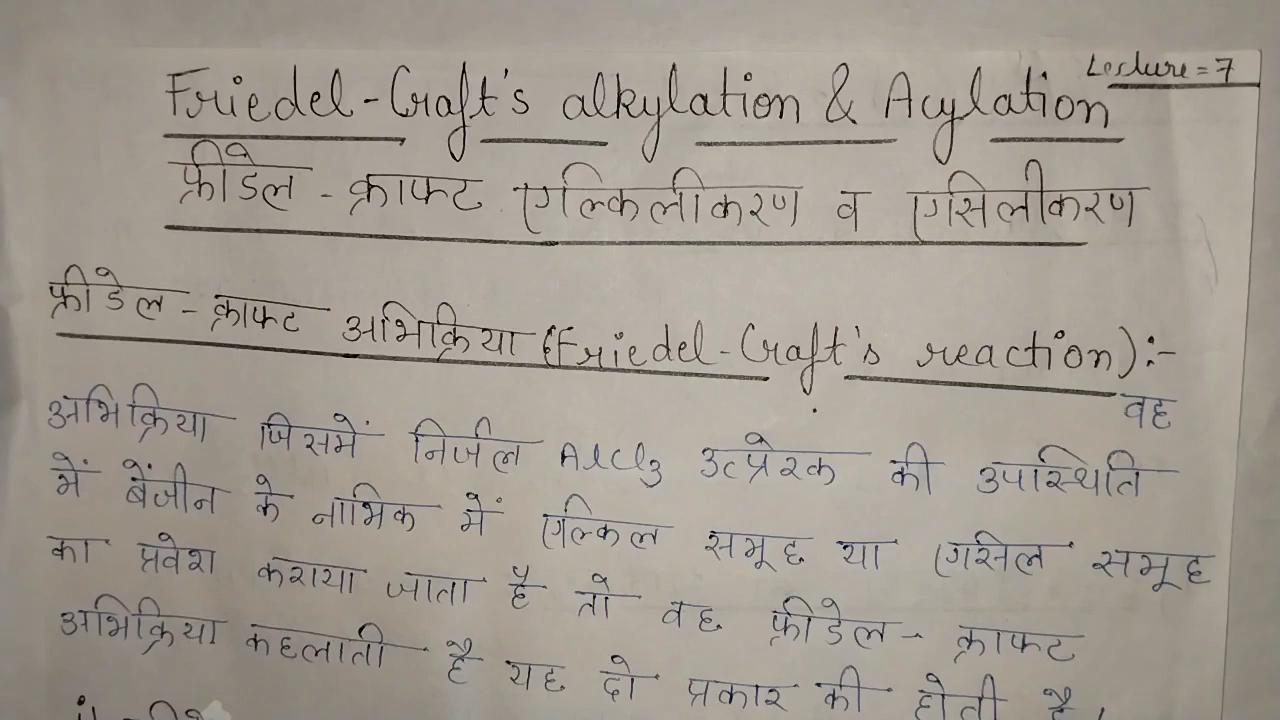 Lecture = 7
Friedel-Craft's alkylation & Acylation
फ्रीडेल - क्राफ्ट एल्किलीकरण व एसिलीकरण
फ्रीडेल - क्राफ्ट अभिक्रिया (Friedel-Craft's reaction) :-
वह
अभिक्रिया जिसमें निर्जल AlCl3 उत्प्रेरक की उपस्थिति
में बेंजीन के नाभिक में एल्किल समूह या एसिल समूह
का प्रवेश कराया जाता है तो वह फ्रीडेल - क्राफ्ट
अभिक्रिया कहलाती है यह दो प्रकार की होती है।